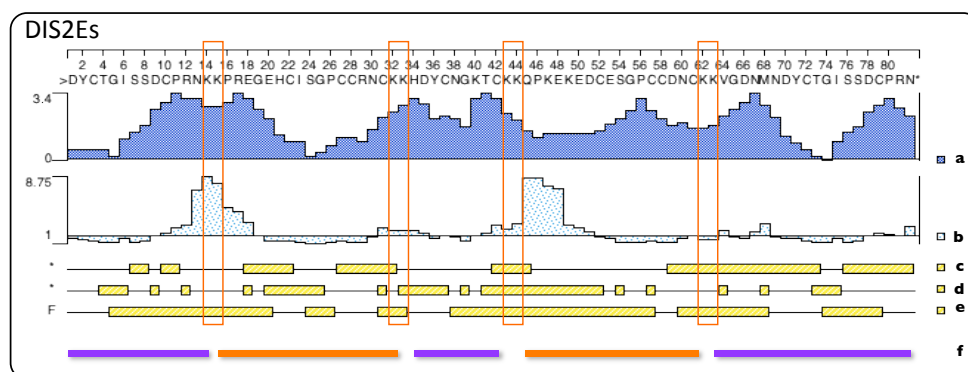 DIS2Es
2 4 6 8 10 12 14 16 18 20 22 24 26 28 30 32 34 36 38 40 42 44 46 48 50 52 54 56 58 60 62 64 66 68 70 72 74 76 78 80
>DYCTGISSDCPRNKKPREGEHCISGPCCRNCKKHDYCNGKTCKKQPKEKEDCESGPCCDNCKKVGDNMNDYCTGISSDCPRN*
3.4
0
a
8.75
1
b
* c
* d
F e
f